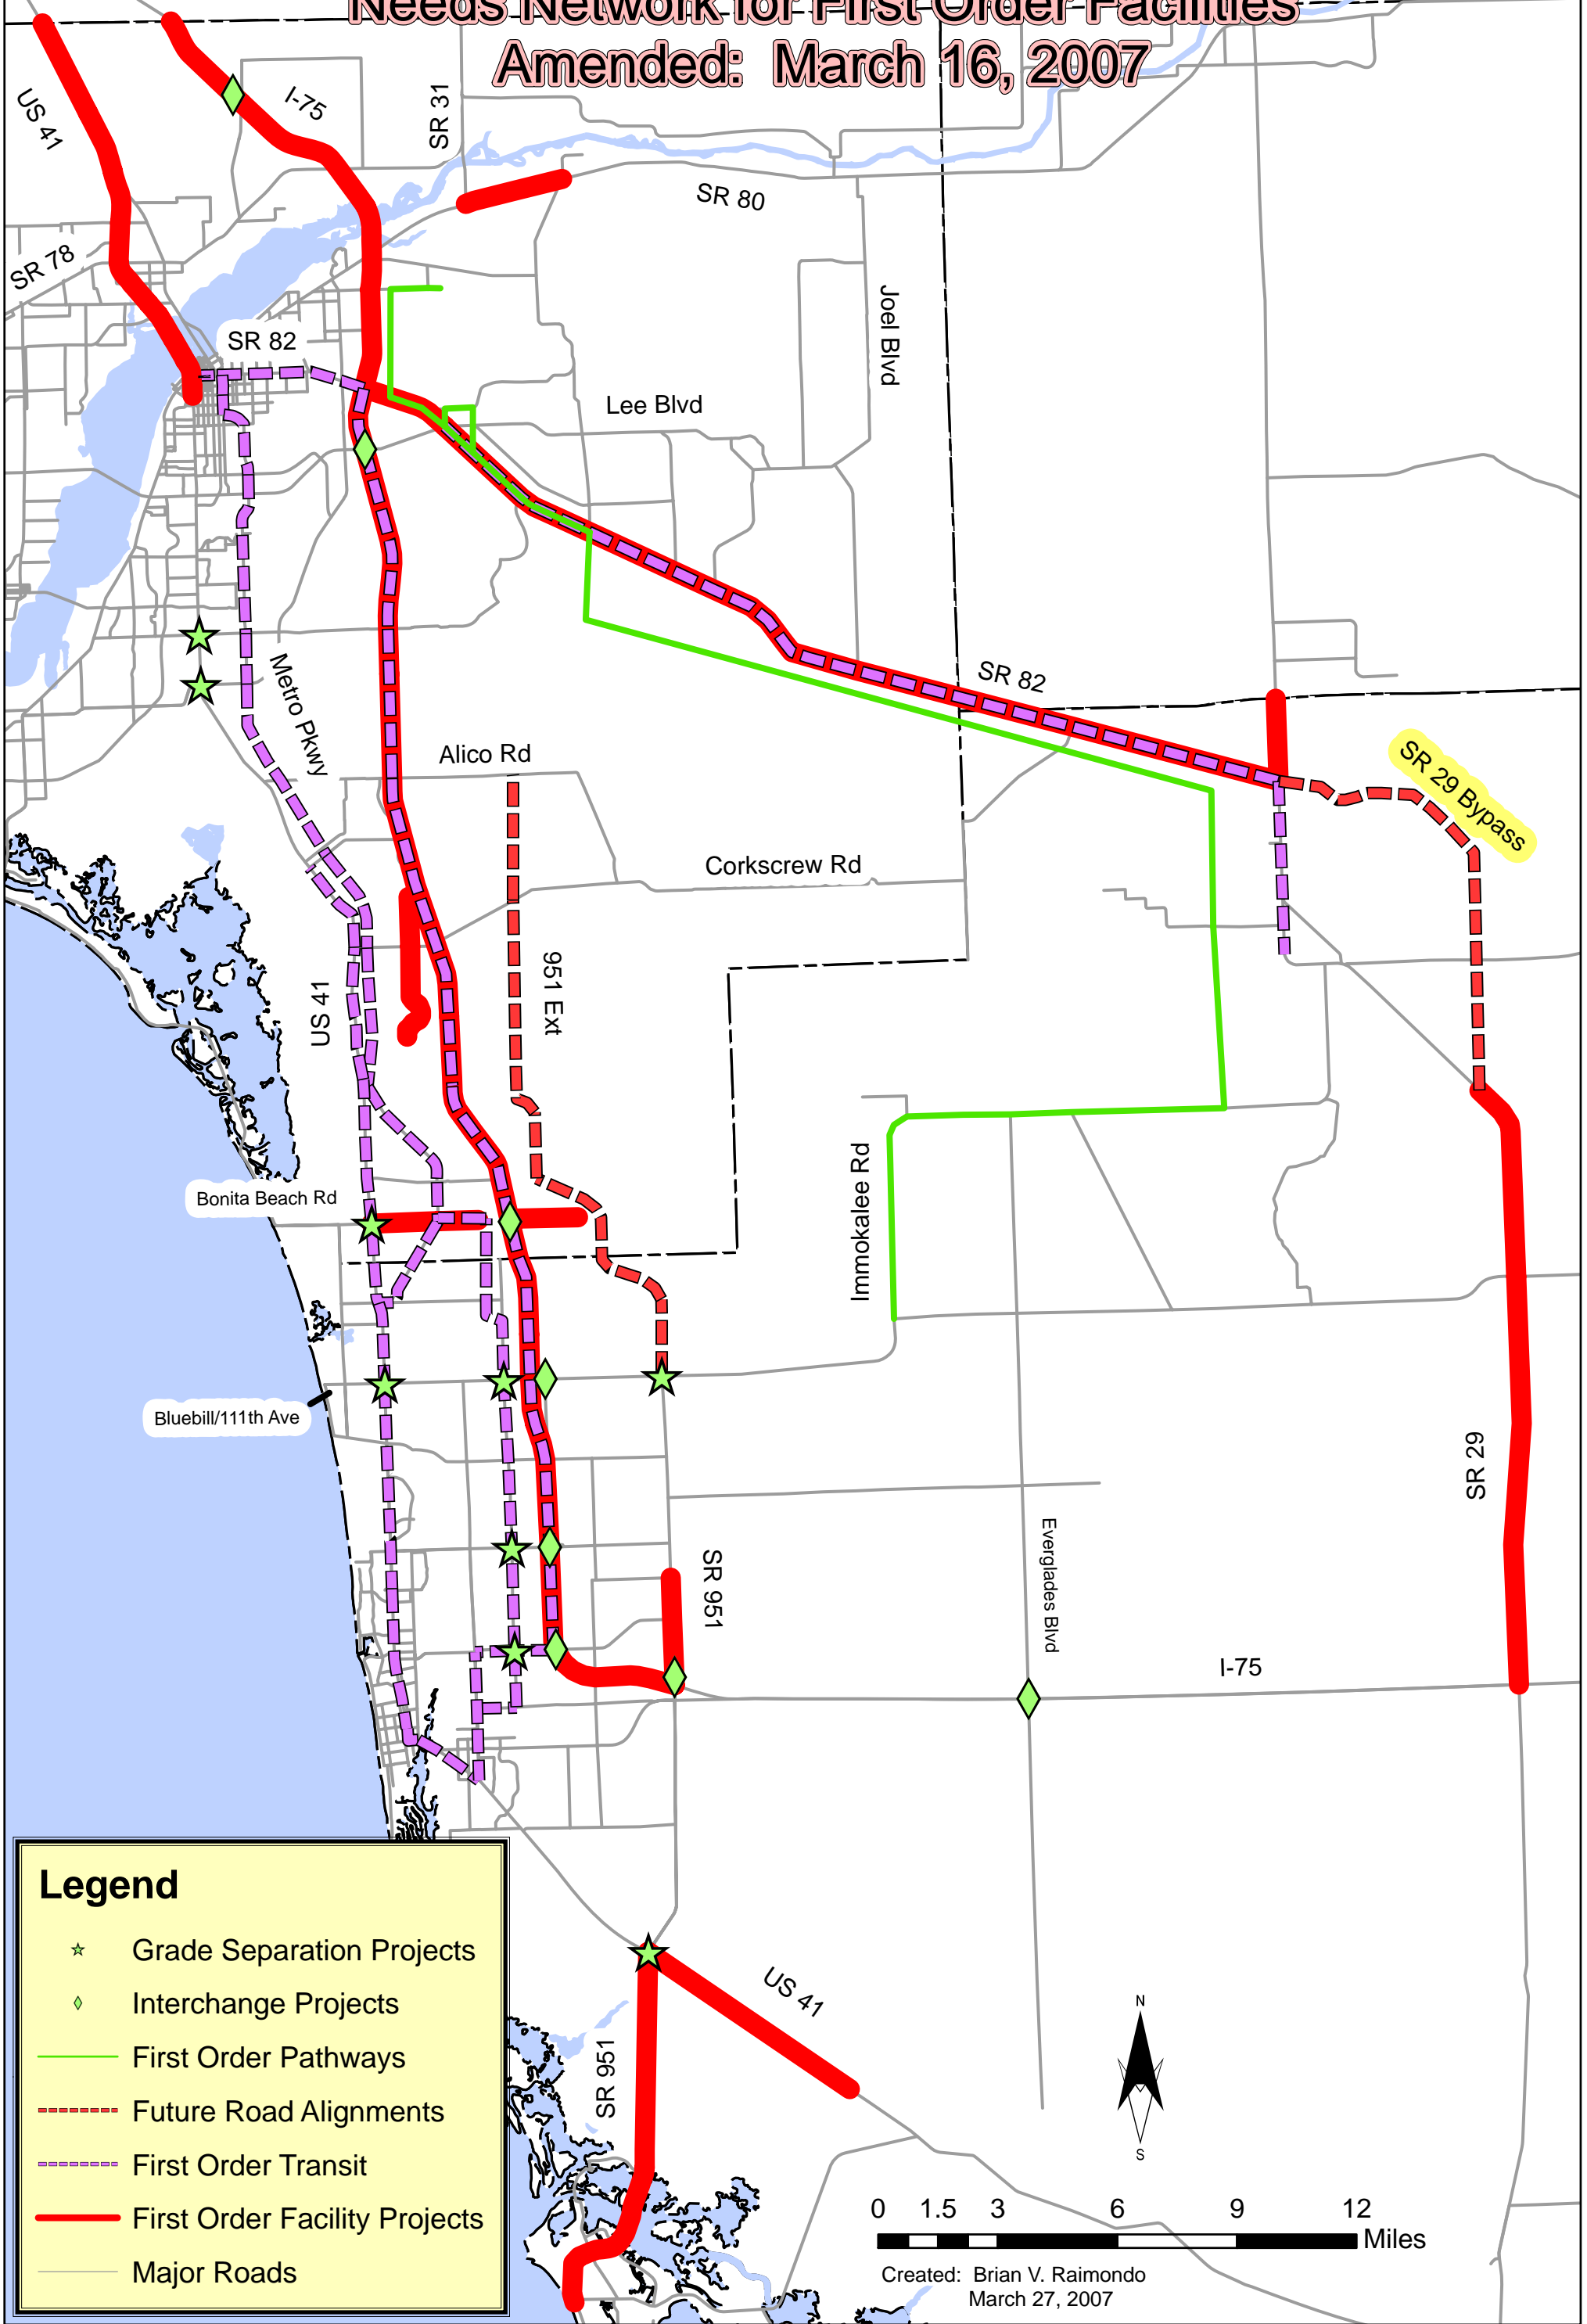 Needs Network for First Order Facilities
Amended: March 16, 2007
US 41
I-75
SR 31
SR 80
SR 78
SR 82
Joel Blvd
Lee Blvd
Metro Pkwy
SR 82
Alico Rd
SR 29 Bypass
Corkscrew Rd
951 Ext
US 41
Bonita Beach Rd
Immokalee Rd
Bluebill/111th Ave
SR 29
Everglades Blvd
SR 951
I-75
Legend
Grade Separation Projects
Interchange Projects
First Order Pathways
Future Road Alignments
First Order Transit
First Order Facility Projects
Major Roads
US 41
SR 951
N
S
0 1.5 3 6 9 12
Miles
Created: Brian V. Raimondo
March 27, 2007